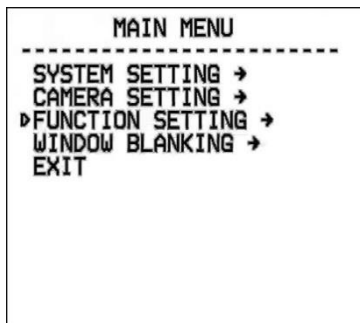 MAIN MENU
SYSTEM SETTING →
CAMERA SETTING →
FUNCTION SETTING →
WINDOW BLANKING →
EXIT